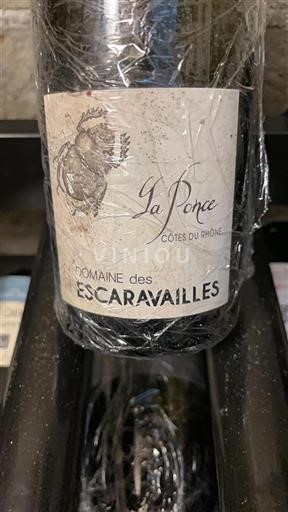 La Ponce
CÔTES DU RHÔNE
VINIOU
DOMAINE des
ESCARAVAILLES